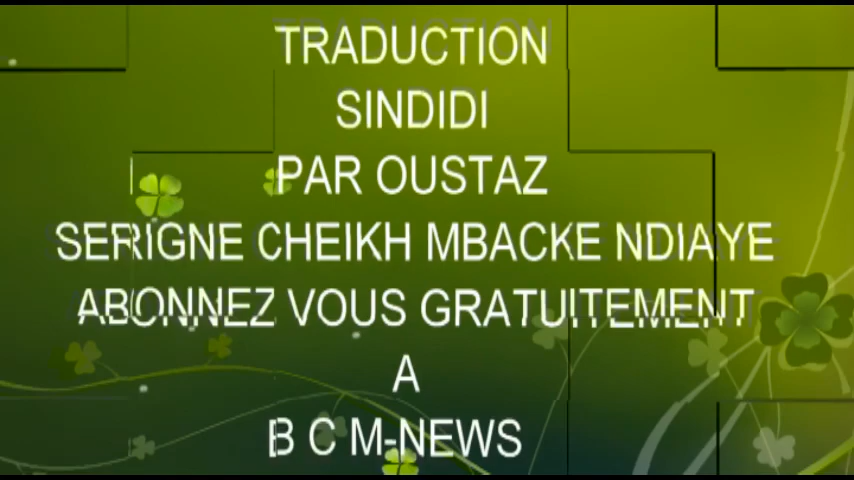 TRADUCTION
SINDIDI
PAR OUSTAZ
SERIGNE CHEIKH MBACKE NDIAYE
ABONNEZ VOUS GRATUITEMENT
A
B C M-NEWS